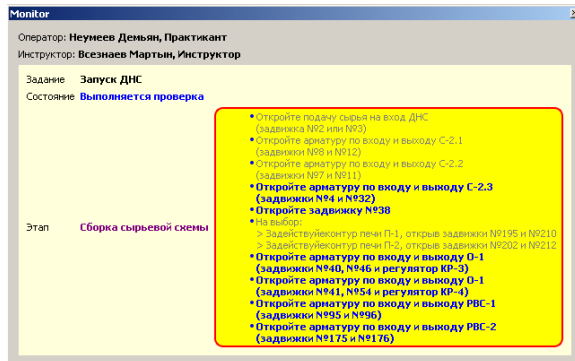 Monitor
Оператор: Неумеев Демьян, Практикант
Инструктор: Всезнаев Мартын, Инструктор
Задание Запуск ДНС
Состояние Выполняется проверка
Этап Сборка сырьевой схемы
•Откройте подачу сырья на вход ДНС
(задвижка №2 или №3)
•Откройте арматуру по входу и выходу С-2.1
(задвижки №8 и №12)
•Откройте арматуру по входу и выходу С-2.2
(задвижки №7 и №11)
•Откройте арматуру по входу и выходу С-2.3
(задвижки №4 и №32)
•Откройте задвижку №38
•На выбор:
> Задействуйеконтур печи П-1, открыв задвижки №195 и №210
> Задействуйеконтур печи П-2, открыв задвижки №202 и №212
•Откройте арматуру по входу и выходу О-1
(задвижки №40, №46 и регулятор КР-3)
•Откройте арматуру по входу и выходу О-1
(задвижки №41, №54 и регулятор КР-4)
•Откройте арматуру по входу и выходу РВС-1
(задвижки №95 и №96)
•Откройте арматуру по входу и выходу РВС-2
(задвижки №175 и №176)